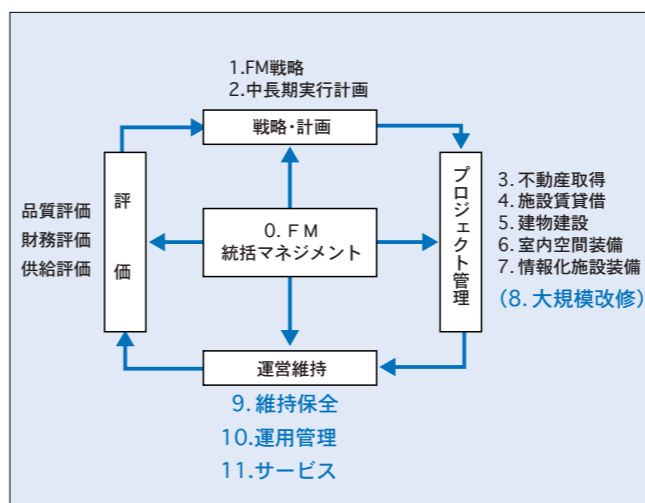 1.FM戦略
2.中長期実行計画
戦略・計画
評価
品質評価
財務評価
供給評価
0.FM
統括マネジメント
プロジェクト管理
3.不動産取得
4.施設賃貸借
5.建物建設
6.室内空間装備
7.情報化施設装備
(8.大規模改修)
運営維持
9.維持保全
10.運用管理
11.サービス